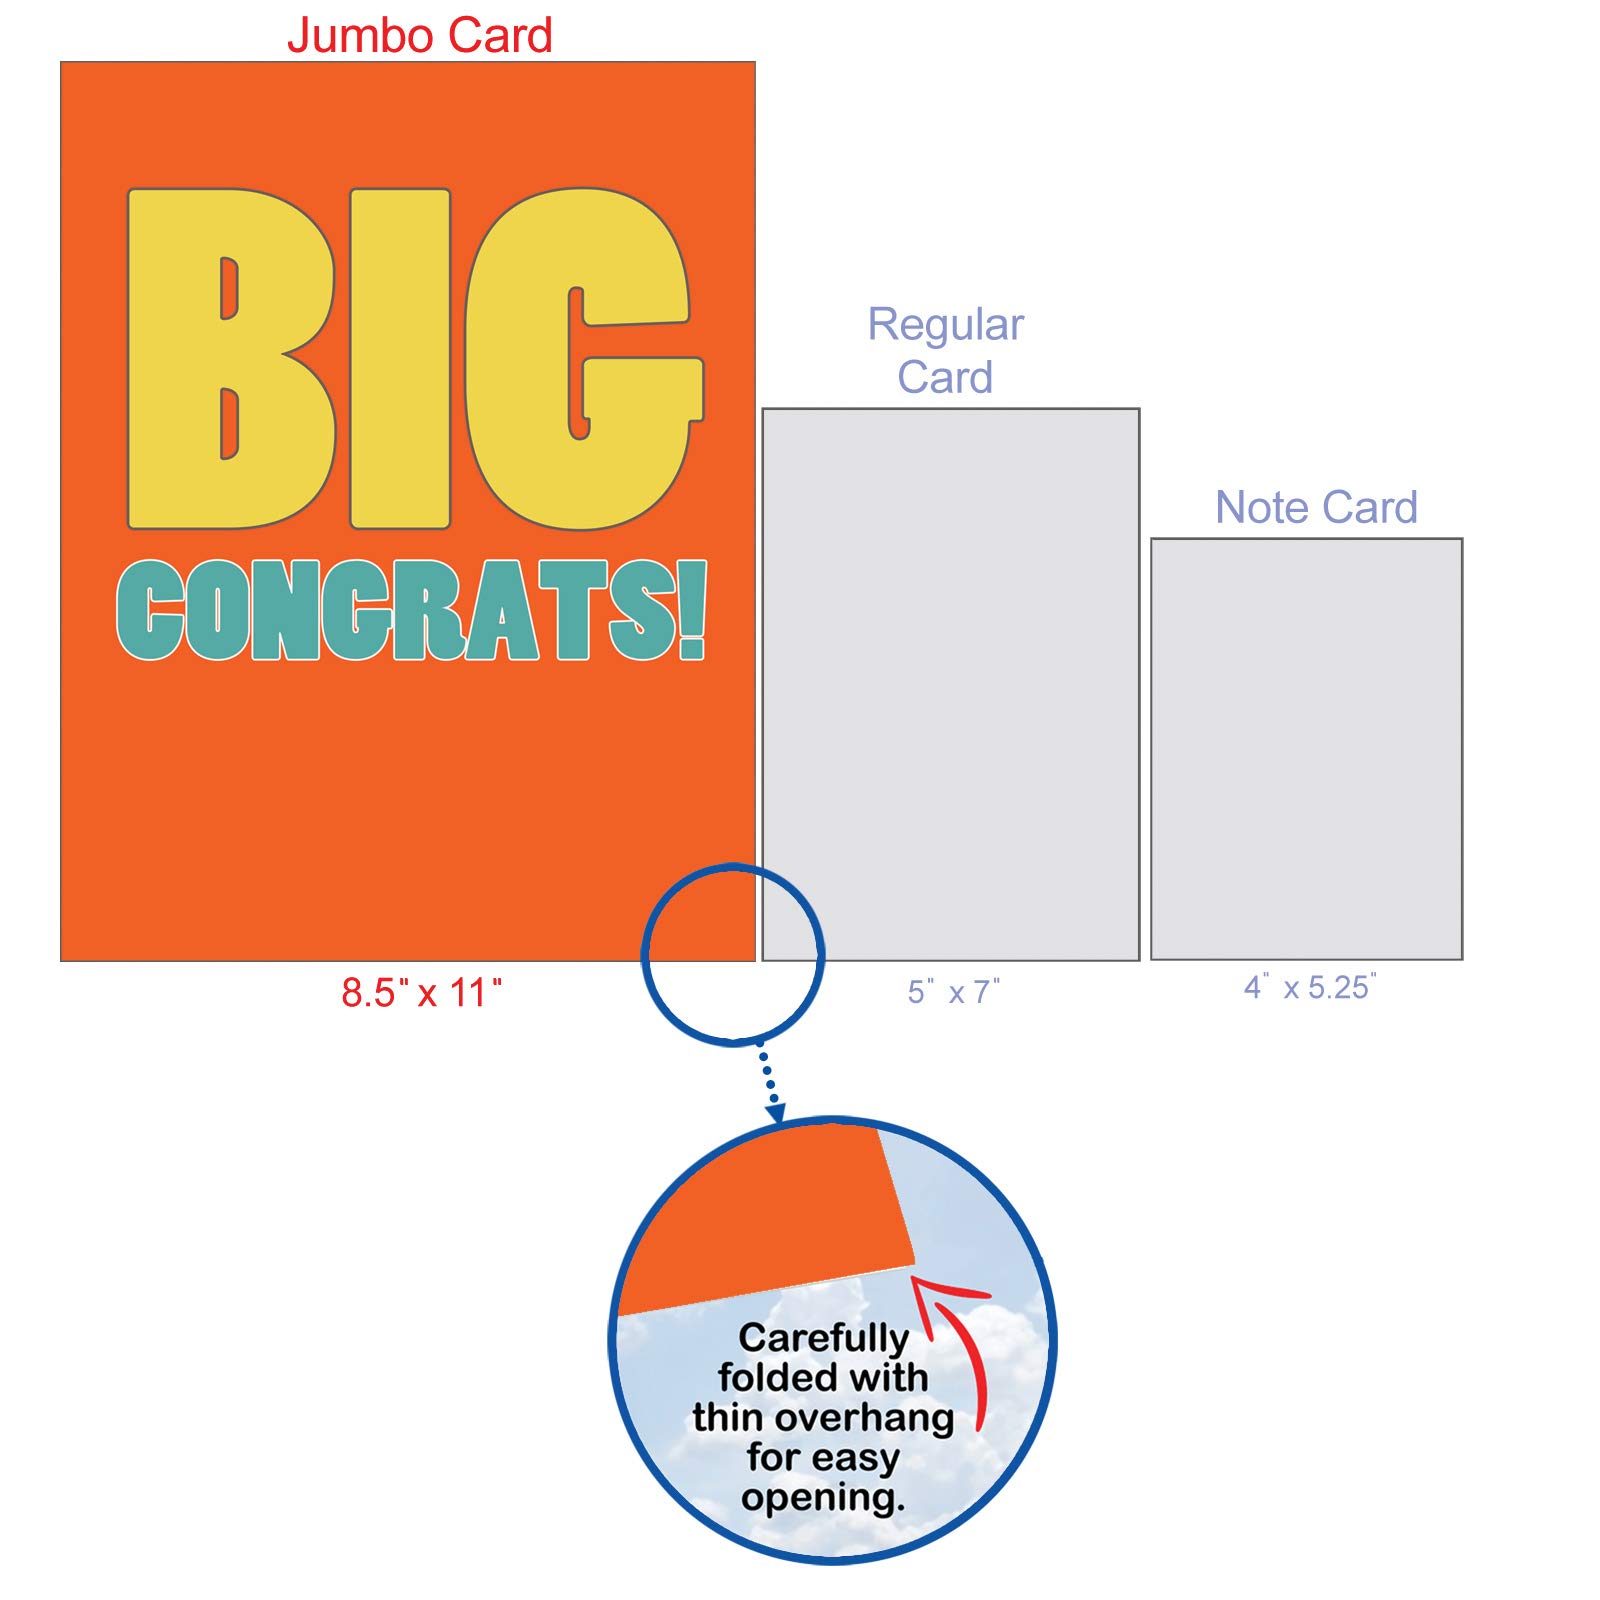 Jumbo Card
BIG
CONGRATS!
Regular
Card
Note Card
8.5" x 11"
5" x 7"
4" x 5.25"
Carefully
folded with
thin overhang
for easy
opening.